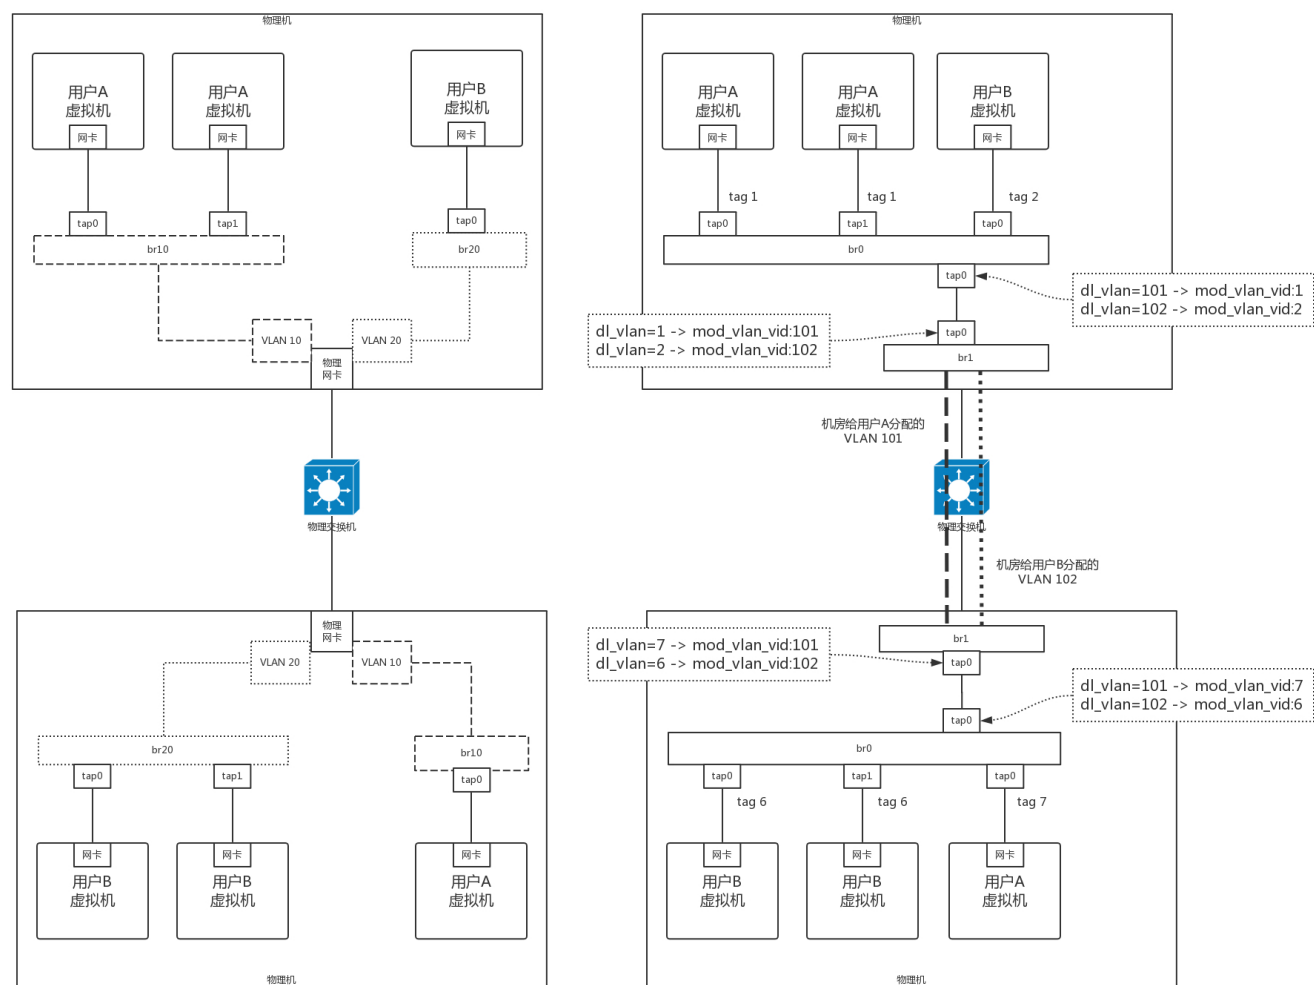 物理机
用户A
虚拟机
网卡
用户A
虚拟机
网卡
用户B
虚拟机
网卡
tap0
tap1
tap0
br10
br20
VLAN 10
VLAN 20
物理
网卡
物理交换机
物理
网卡
VLAN 20
VLAN 10
br20
br10
tap0
tap1
tap0
网卡
用户B
虚拟机
网卡
用户B
虚拟机
网卡
用户A
虚拟机
物理机
物理机
用户A
虚拟机
网卡
用户A
虚拟机
网卡
用户B
虚拟机
网卡
tag 1
tag 1
tag 2
tap0
tap1
tap0
br0
tap0
dl_vlan=101 -> mod_vlan_vid:1
dl_vlan=102 -> mod_vlan_vid:2
dl_vlan=1 -> mod_vlan_vid:101
dl_vlan=2 -> mod_vlan_vid:102
tap0
br1
机房给用户A分配的
VLAN 101
物理交换机
机房给用户B分配的
VLAN 102
br1
dl_vlan=7 -> mod_vlan_vid:101
dl_vlan=6 -> mod_vlan_vid:102
tap0
dl_vlan=101 -> mod_vlan_vid:7
dl_vlan=102 -> mod_vlan_vid:6
tap0
br0
tap0
tap1
tap0
tag 6
tag 6
tag 7
网卡
用户B
虚拟机
网卡
用户B
虚拟机
网卡
用户A
虚拟机
物理机